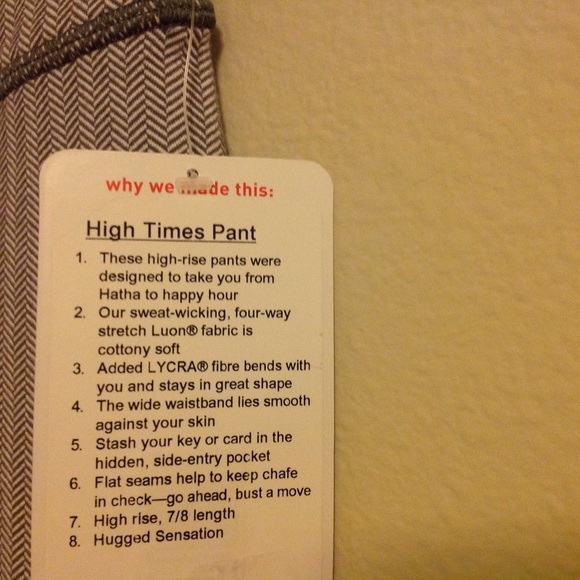 why we made this:
High Times Pant
1. These high-rise pants were
designed to take you from
Hatha to happy hour
2. Our sweat-wicking, four-way
stretch Luon® fabric is
cottony soft
3. Added LYCRA® fibre bends with
you and stays in great shape
4. The wide waistband lies smooth
against your skin
5. Stash your key or card in the
hidden, side-entry pocket
6. Flat seams help to keep chafe
in check—go ahead, bust a move
7. High rise, 7/8 length
8. Hugged Sensation